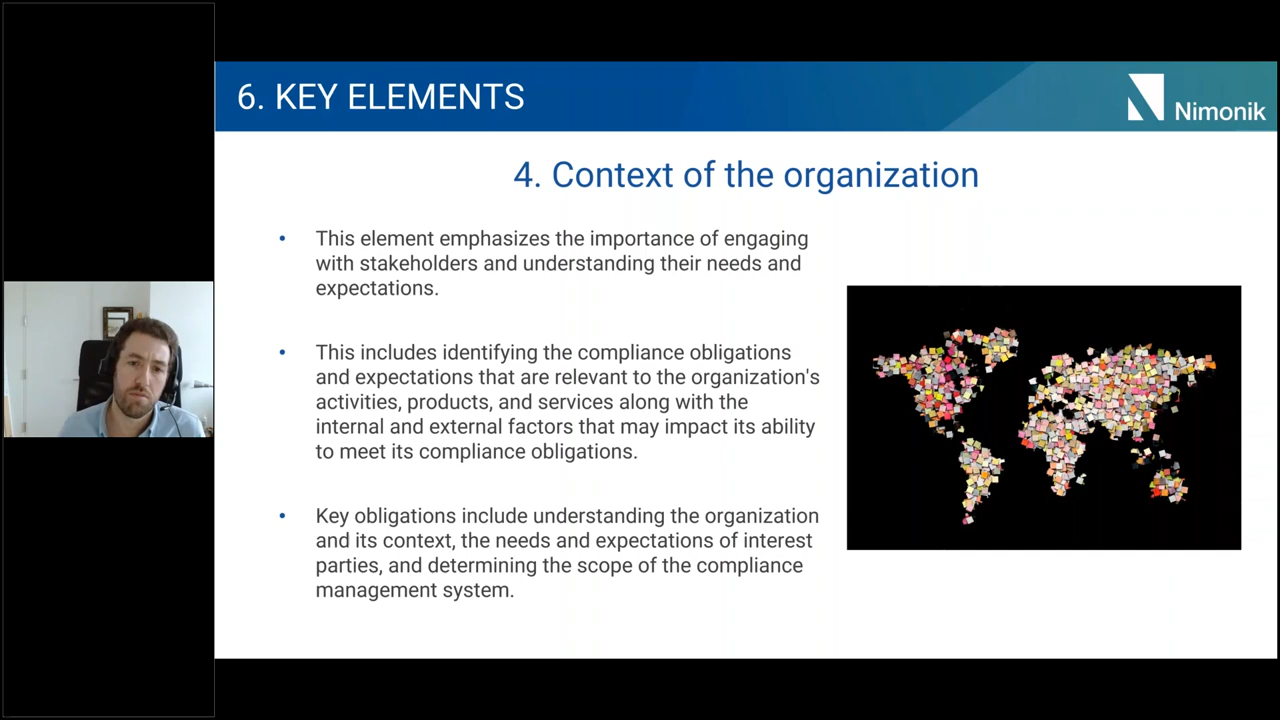 6. KEY ELEMENTS
Nimonik
4. Context of the organization
• This element emphasizes the importance of engaging
with stakeholders and understanding their needs and
expectations.
• This includes identifying the compliance obligations
and expectations that are relevant to the organization's
activities, products, and services along with the
internal and external factors that may impact its ability
to meet its compliance obligations.
• Key obligations include understanding the organization
and its context, the needs and expectations of interest
parties, and determining the scope of the compliance
management system.